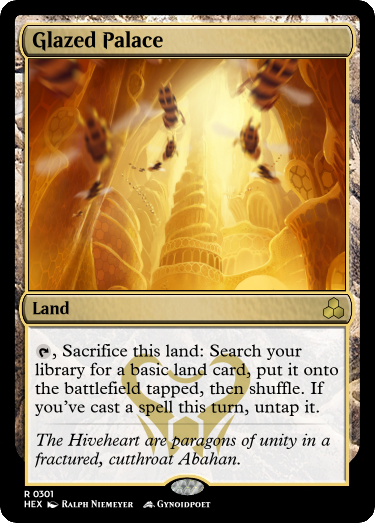 Glazed Palace
Land
, Sacrifice this land: Search your
library for a basic land card, put it onto
the battlefield tapped, then shuffle. If
you've cast a spell this turn, untap it.
The Hiveheart are paragons of unity in a
fractured, cutthroat Abahan.
R 0301
HEX Ralph Niemeyer Gynoidpoet